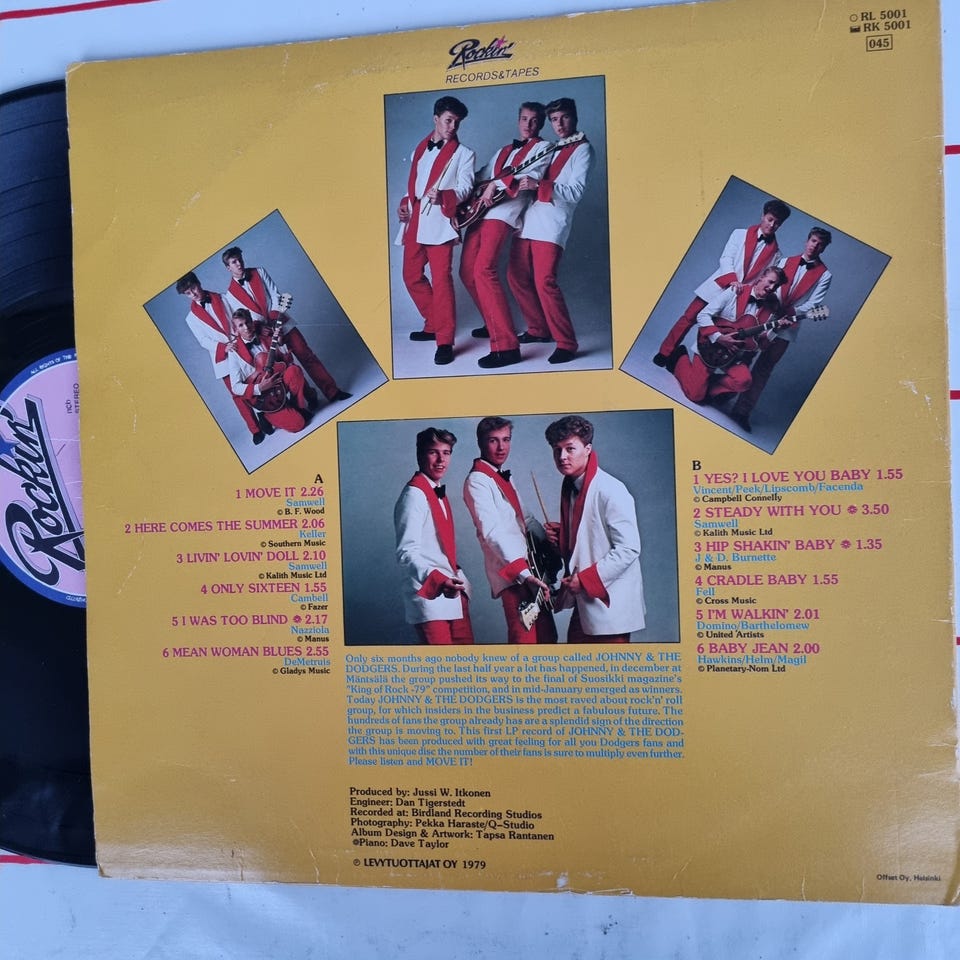 RL 5001
RK 5001
045
Rockin'
RECORDS&TAPES
A
1 MOVE IT 2.26
Samwell
© B. F. Wood
2 HERE COMES THE SUMMER 2.06
Keller
© Southern Music
3 LIVIN' LOVIN' DOLL 2.10
Samwell
© Kalith Music Ltd
4 ONLY SIXTEEN 1.55
Cambell
© Fazer
5 I WAS TOO BLIND ❁ 2.17
Nazziola
© Manus
6 MEAN WOMAN BLUES 2.55
DeMetruis
© Gladys Music
B
1 YES? I LOVE YOU BABY 1.55
Vincent/Peek/Lipscomb/Facenda
© Campbell Connelly
2 STEADY WITH YOU ❁ 3.50
Samwell
© Kalith Music Ltd
3 HIP SHAKIN' BABY ❁ 1.35
J & D. Burnette
© Manus
4 CRADLE BABY 1.55
Fell
© Cross Music
5 I'M WALKIN' 2.01
Domino/Barthelomew
© United Artists
6 BABY JEAN 2.00
Hawkins/Helm/Magil
© Planetary-Nom Ltd
Only six months ago nobody knew of a group called JOHNNY & THE
DODGERS. During the last half year a lot has happened, in december at
Mäntsälä the group pushed its way to the final of Suosikki magazine's
"King of Rock -79" competition, and in mid-January emerged as winners.
Today JOHNNY & THE DODGERS is the most raved about rock'n' roll
group, for which insiders in the business predict a fabulous future. The
hundreds of fans the group already has are a splendid sign of the direction
the group is moving to. This first LP record of JOHNNY & THE DOD-
GERS has been produced with great feeling for all you Dodgers fans and
with this unique disc the number of their fans is sure to multiply even further.
Please listen and MOVE IT!
Produced by: Jussi W. Itkonen
Engineer: Dan Tigerstedt
Recorded at: Birdland Recording Studios
Photography: Pekka Haraste/Q-Studio
Album Design & Artwork: Tapsa Rantanen
❁Piano: Dave Taylor
℗ LEVYTUOTTAJAT OY 1979
Offset Oy, Helsinki
ALL RIGHTS OF THE
ncb
STEREO
Rockin'